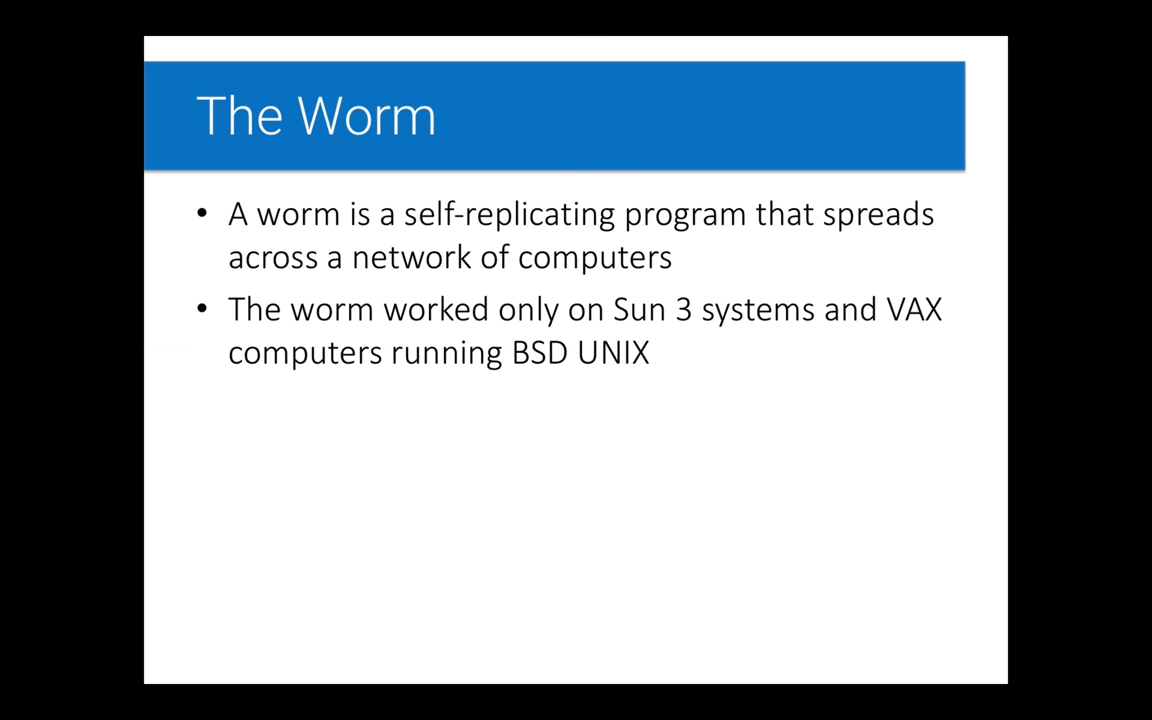 The Worm
• A worm is a self-replicating program that spreads
across a network of computers
• The worm worked only on Sun 3 systems and VAX
computers running BSD UNIX